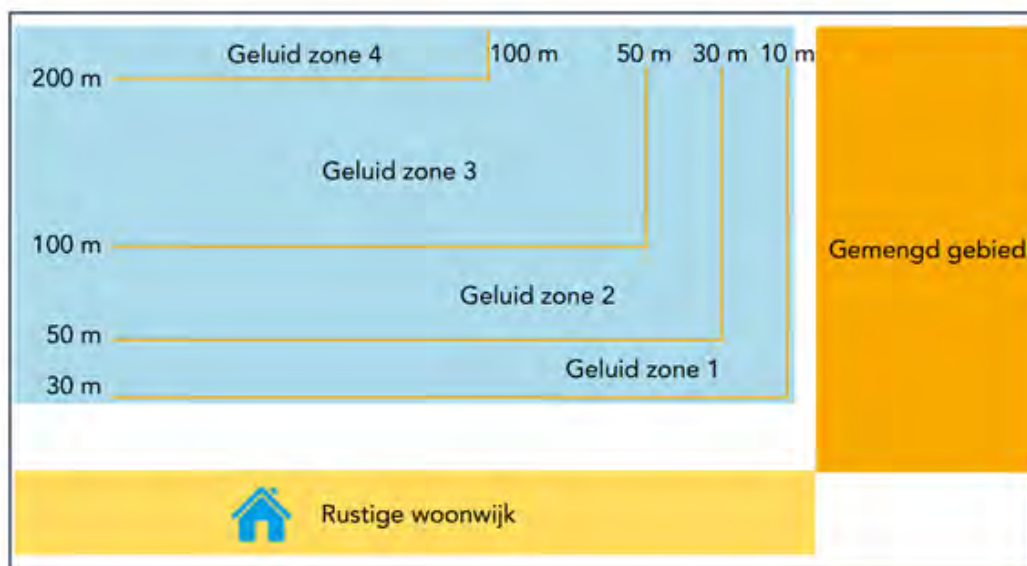 Geluid zone 4
100 m
50 m
30 m
10 m
200 m
Geluid zone 3
100 m
Gemengd gebied
Geluid zone 2
50 m
Geluid zone 1
30 m
Rustige woonwijk